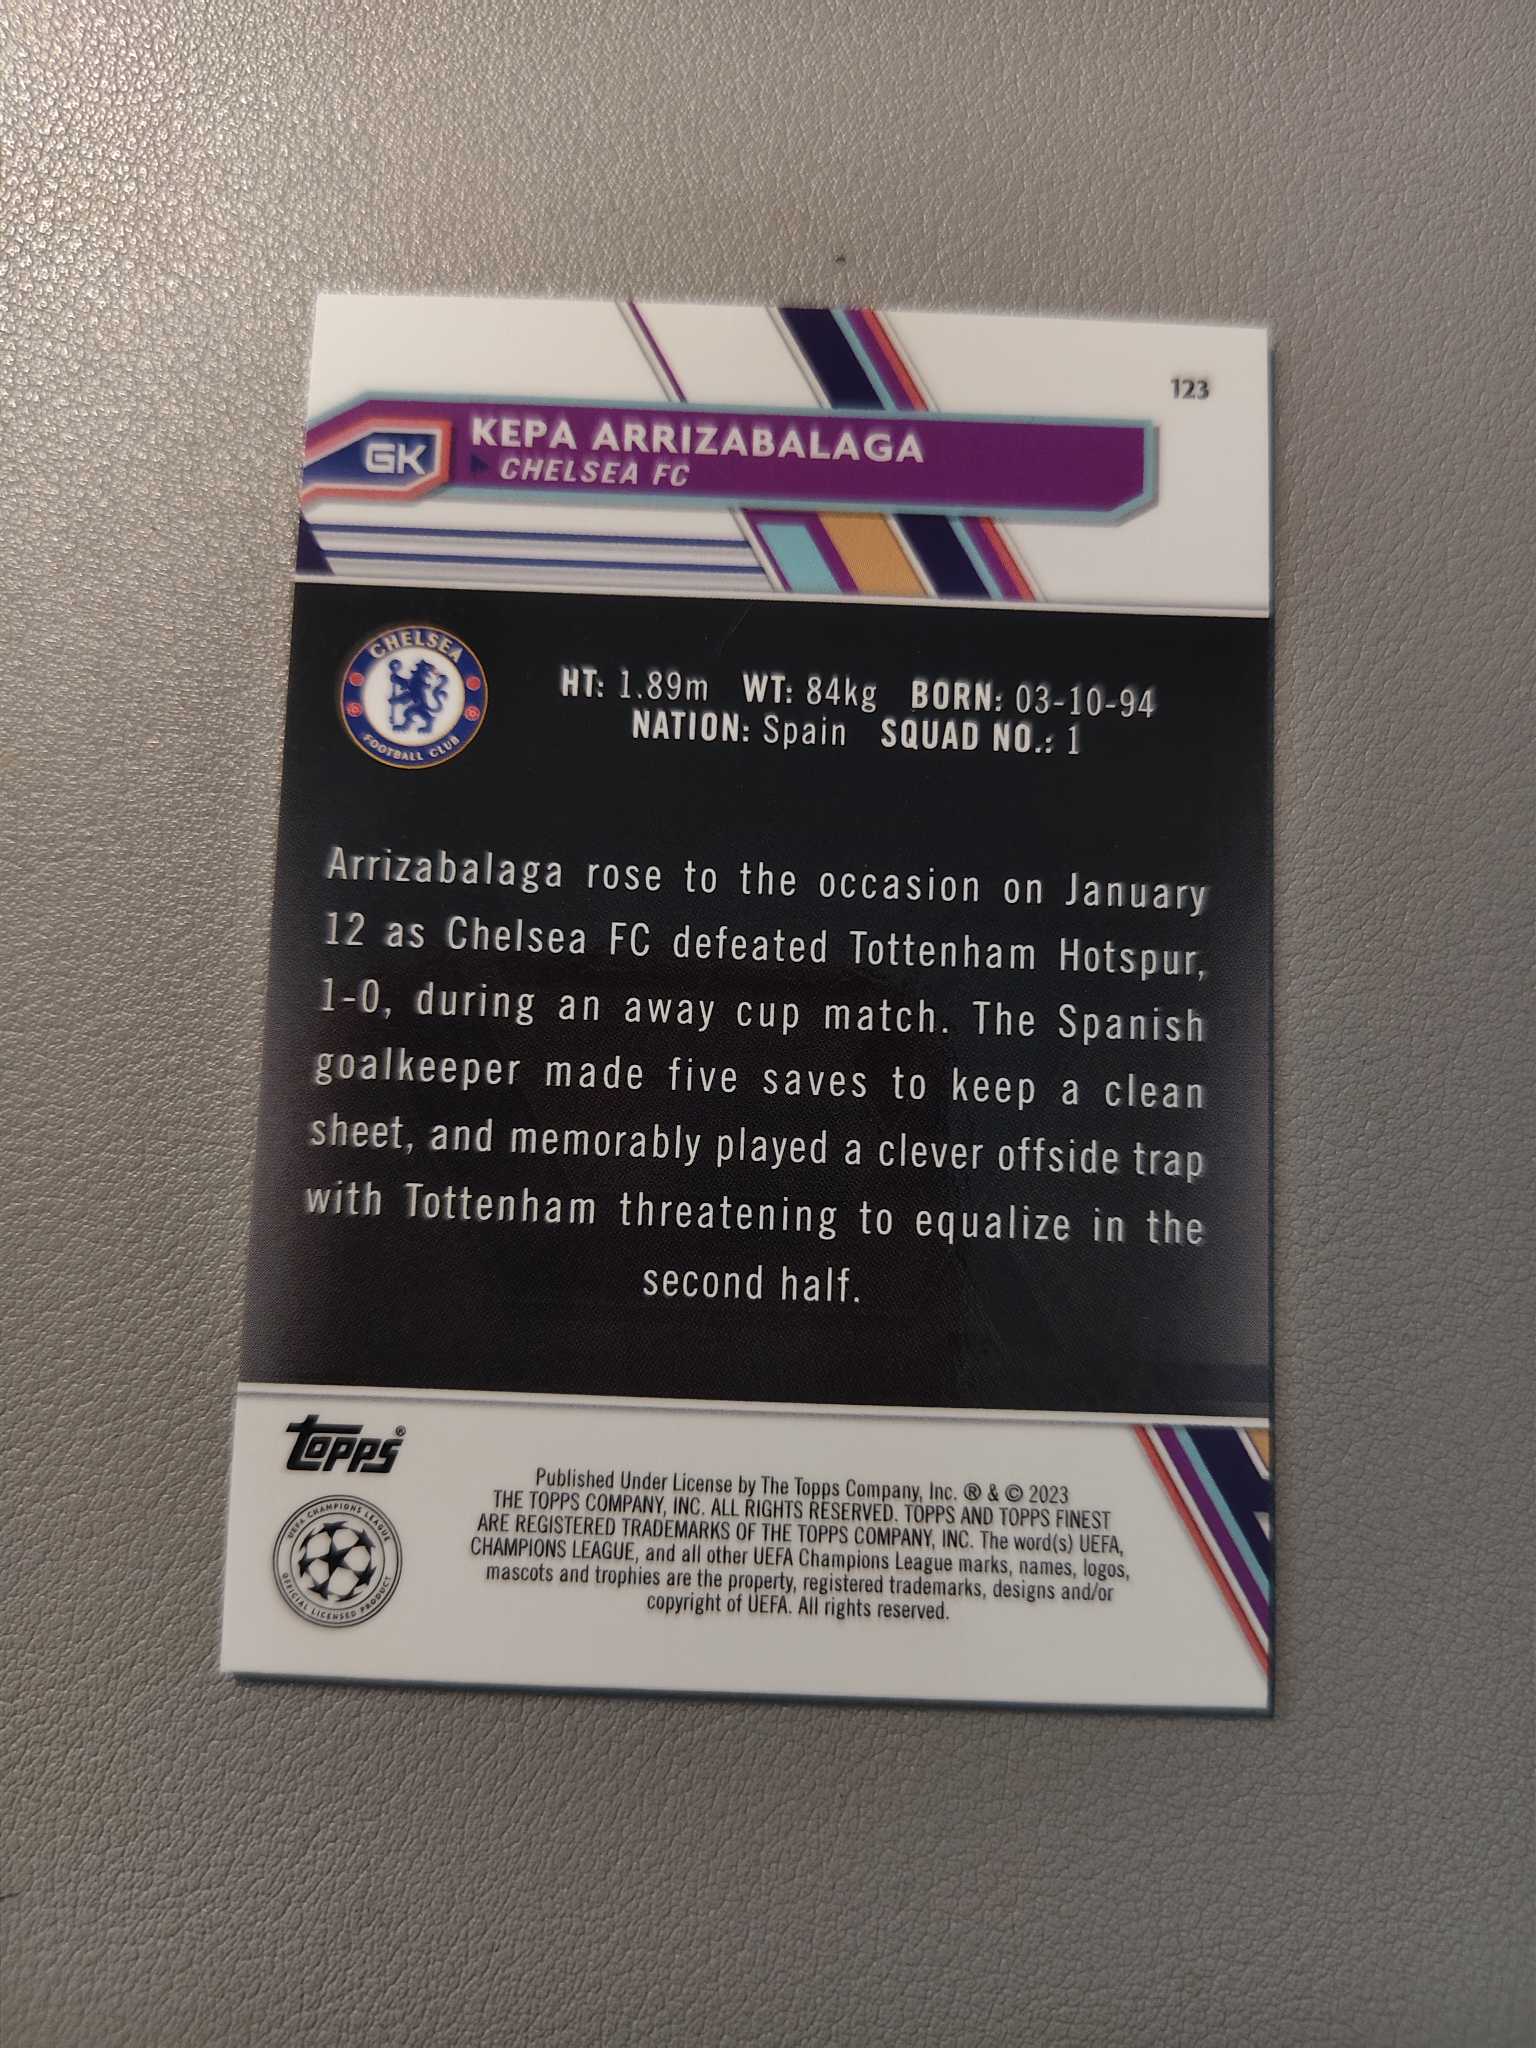 123
GK
KEPA ARRIZABALAGA
CHELSEA FC
CHELSEA
FOOTBALL CLUB
HT: 1.89m WT: 84kg BORN: 03-10-94
NATION: Spain SQUAD NO.: 1
Arrizabalaga rose to the occasion on January
12 as Chelsea FC defeated Tottenham Hotspur,
1-0, during an away cup match. The Spanish
goalkeeper made five saves to keep a clean
sheet, and memorably played a clever offside trap
with Tottenham threatening to equalize in the
second half.
Topps®
UEFA CHAMPIONS LEAGUE
OFFICIAL LICENSED PRODUCT
Published Under License by The Topps Company, Inc. ® & © 2023
THE TOPPS COMPANY, INC. ALL RIGHTS RESERVED. TOPPS AND TOPPS FINEST
ARE REGISTERED TRADEMARKS OF THE TOPPS COMPANY, INC. The word(s) UEFA,
CHAMPIONS LEAGUE, and all other UEFA Champions League marks, names, logos,
mascots and trophies are the property, registered trademarks, designs and/or
copyright of UEFA. All rights reserved.